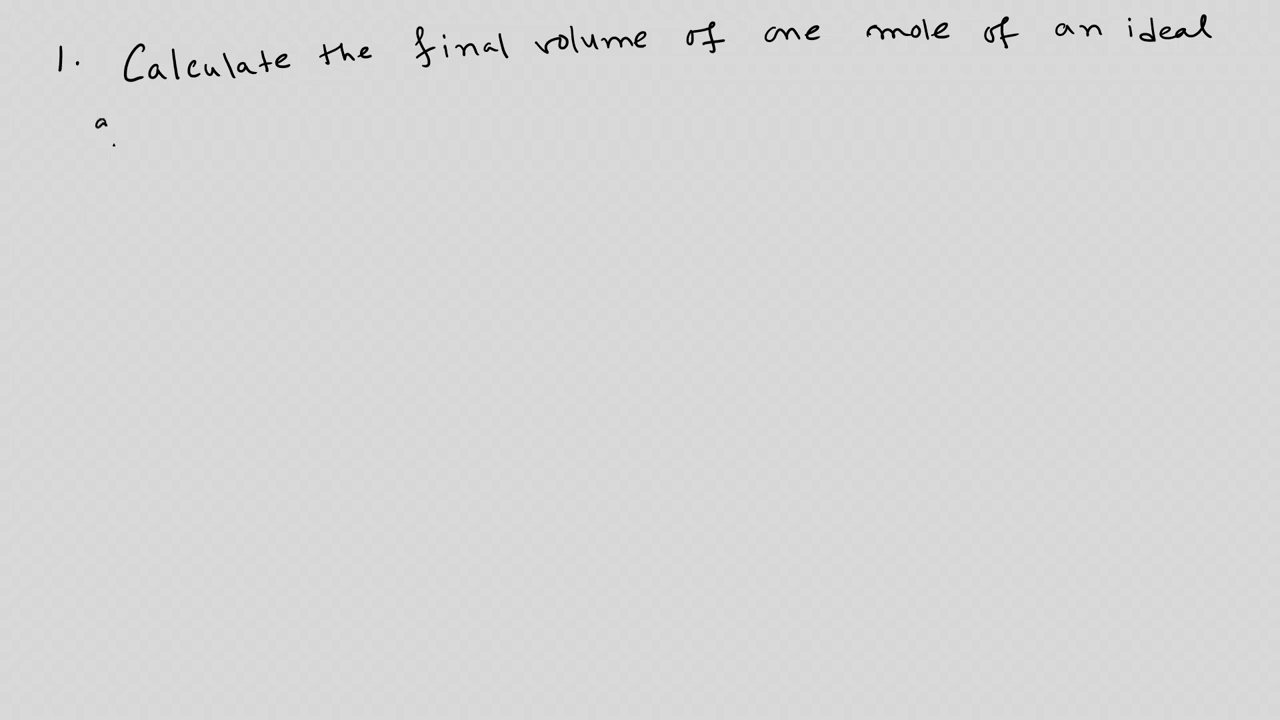 1. Calculate the final volume of one mole of an ideal
a